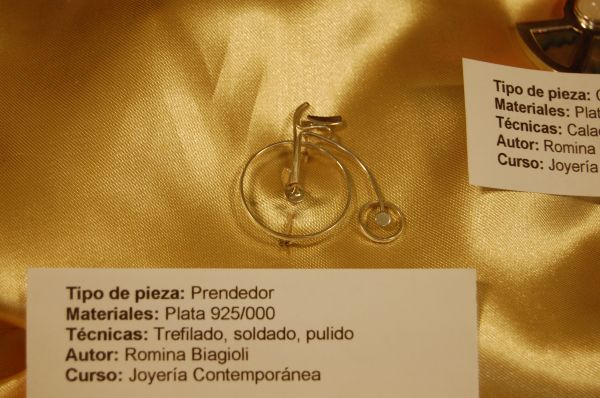 Tipo de pieza: Prendedor
Materiales: Plata 925/000
Técnicas: Trefilado, soldado, pulido
Autor: Romina Biagioli
Curso: Joyería Contemporánea
Tipo de pieza:
Materiales: Plat
Técnicas: Cala
Autor: Romina
Curso: Joyería